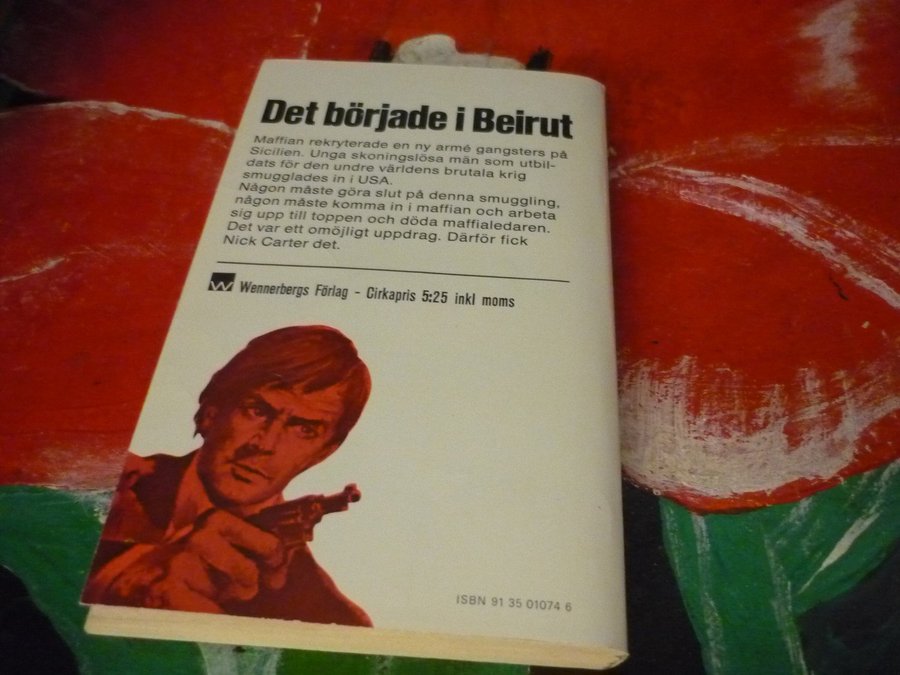 Det började i Beirut
Maffian rekryterade en ny armé gangsters på
Sicilien. Unga skoningslösa män som utbil-
dats för den undre världens brutala krig
smugglades in i USA.
Någon måste göra slut på denna smuggling,
någon måste komma in i maffian och arbeta
sig upp till toppen och döda maffialedaren.
Det var ett omöjligt uppdrag. Därför fick
Nick Carter det.
W Wennerbergs Förlag - Cirkapris 5:25 inkl moms
ISBN 91 35 01074 6